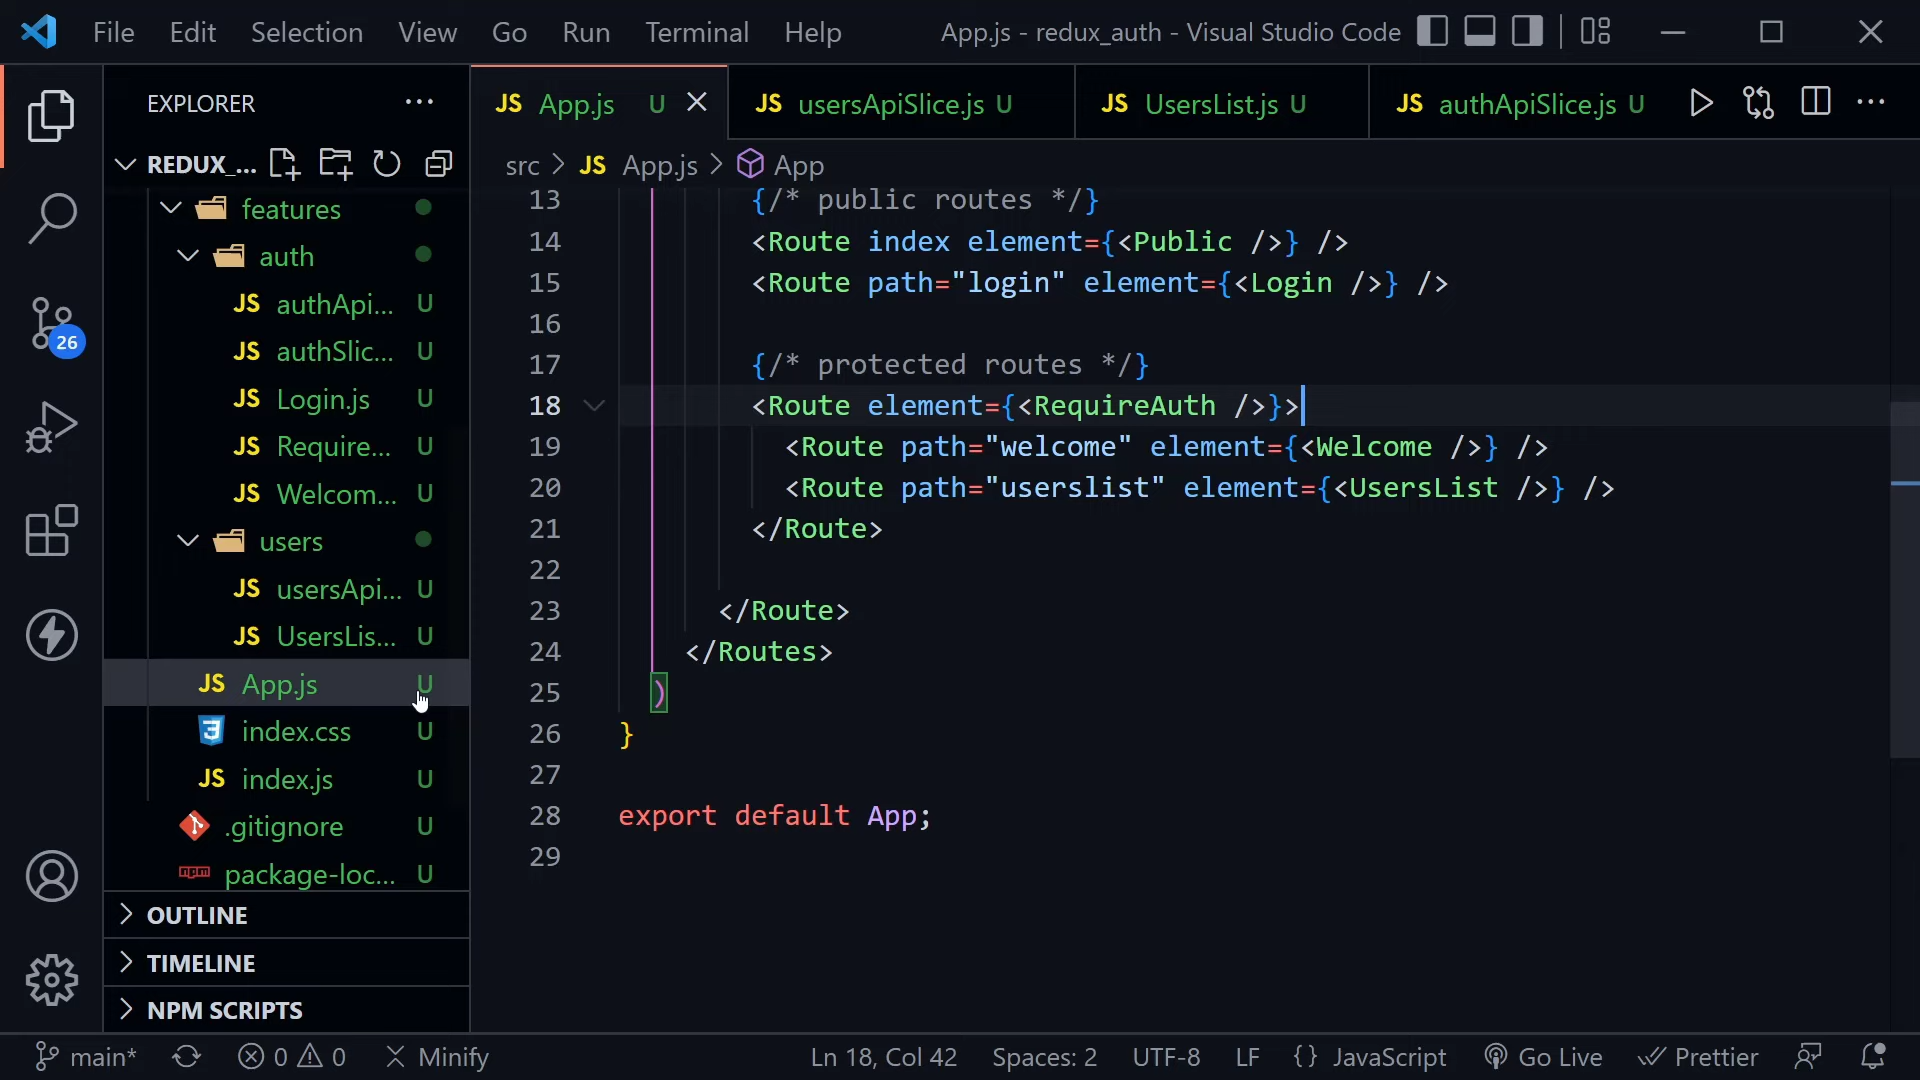 File Edit Selection View Go Run Terminal Help App.js - redux_auth - Visual Studio Code
EXPLORER
JS App.js U JS usersApiSlice.js U JS UsersList.js U JS authApiSlice.js U
REDUX_...
src > JS App.js > App
features
auth
JS authApi... U
JS authSlic... U
JS Login.js U
JS Require... U
JS Welcom... U
users
JS usersApi... U
JS UsersLis... U
JS App.js U
index.css U
JS index.js U
.gitignore U
package-loc... U
OUTLINE
TIMELINE
NPM SCRIPTS
26
13 {/* public routes */}
14 <Route index element={<Public />} />
15 <Route path="login" element={<Login />} />
16
17 {/* protected routes */}
18 <Route element={<RequireAuth />}>
19 <Route path="welcome" element={<Welcome />} />
20 <Route path="userslist" element={<UsersList />} />
21 </Route>
22
23 </Route>
24 </Routes>
25 )
26 }
27
28 export default App;
29
main* 0 0 Minify Ln 18, Col 42 Spaces: 2 UTF-8 LF {} JavaScript Go Live Prettier